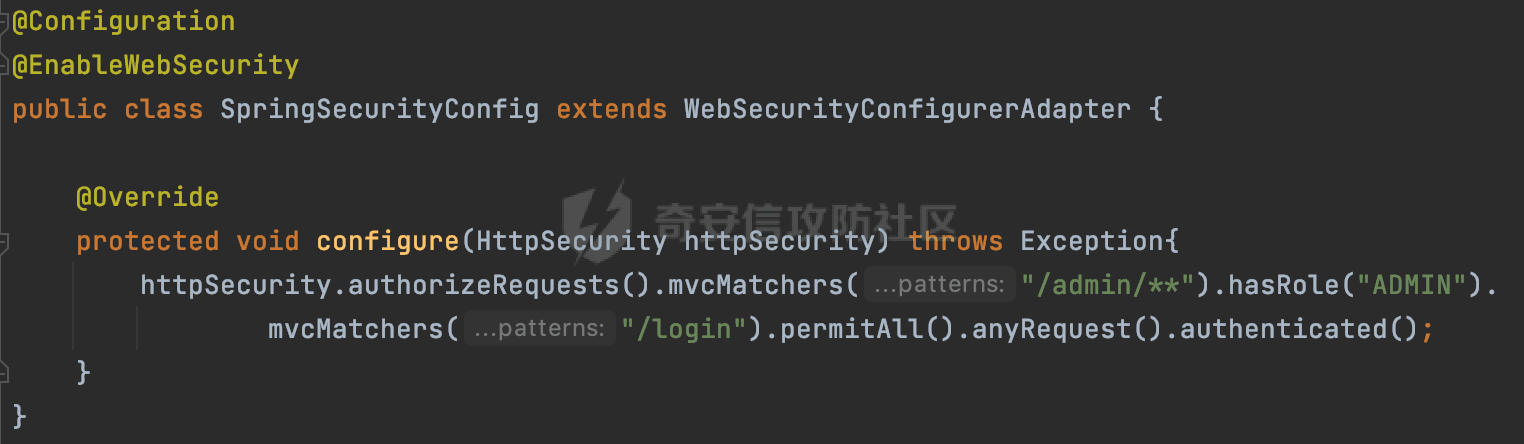 @Configuration
@EnableWebSecurity
public class SpringSecurityConfig extends WebSecurityConfigurerAdapter {
@Override
奇安信攻防社区
protected void configure(HttpSecurity httpSecurity) throws Exception{
httpSecurity.authorizeRequests().mvcMatchers( ...patterns: "/admin/**").hasRole("ADMIN").
mvcMatchers( ...patterns: "/login").permitAll().anyRequest().authenticated();
}
}